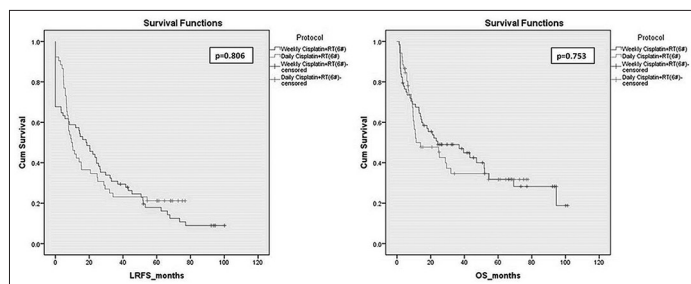 Survival Functions
p=0.806
Protocol
Weekly Cisplatin+RT(6#)
Daily Cisplatin+RT(6#)
Weekly Cisplatin+RT(6#)-
censored
Daily Cisplatin+RT(6#)-
censored
Cum Survival
1.0
0.8
0.6
0.4
0.2
0.0
0 20 40 60 80 100 120
LRFS_months
Survival Functions
p=0.753
Protocol
Weekly Cisplatin+RT(6#)
Daily Cisplatin+RT(6#)
Weekly Cisplatin+RT(6#)-
censored
Daily Cisplatin+RT(6#)-
censored
Cum Survival
1.0
0.8
0.6
0.4
0.2
0.0
0 20 40 60 80 100 120
OS_months